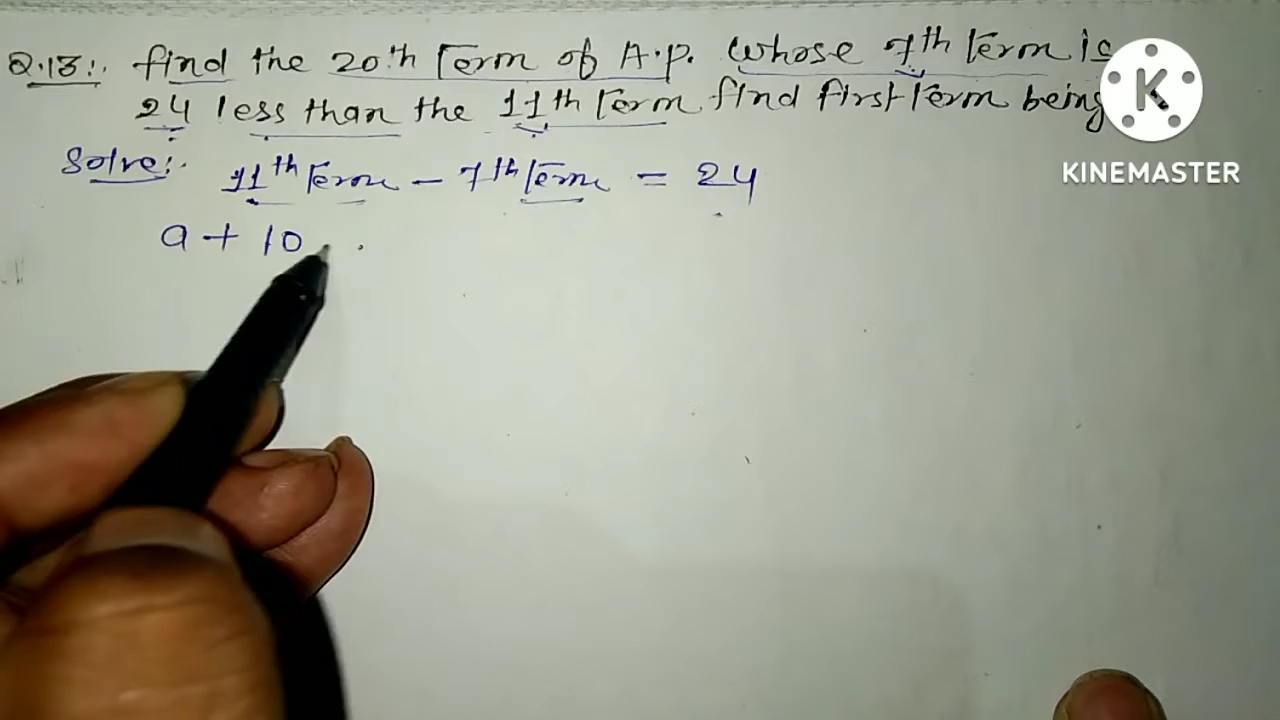 Q.13:. find the 20th Term of A.P. whose 7th Term is
24 less than the 11th Term find first Term being
Solve:. 11th Term - 7th Term = 24
a + 10
K
KINEMASTER